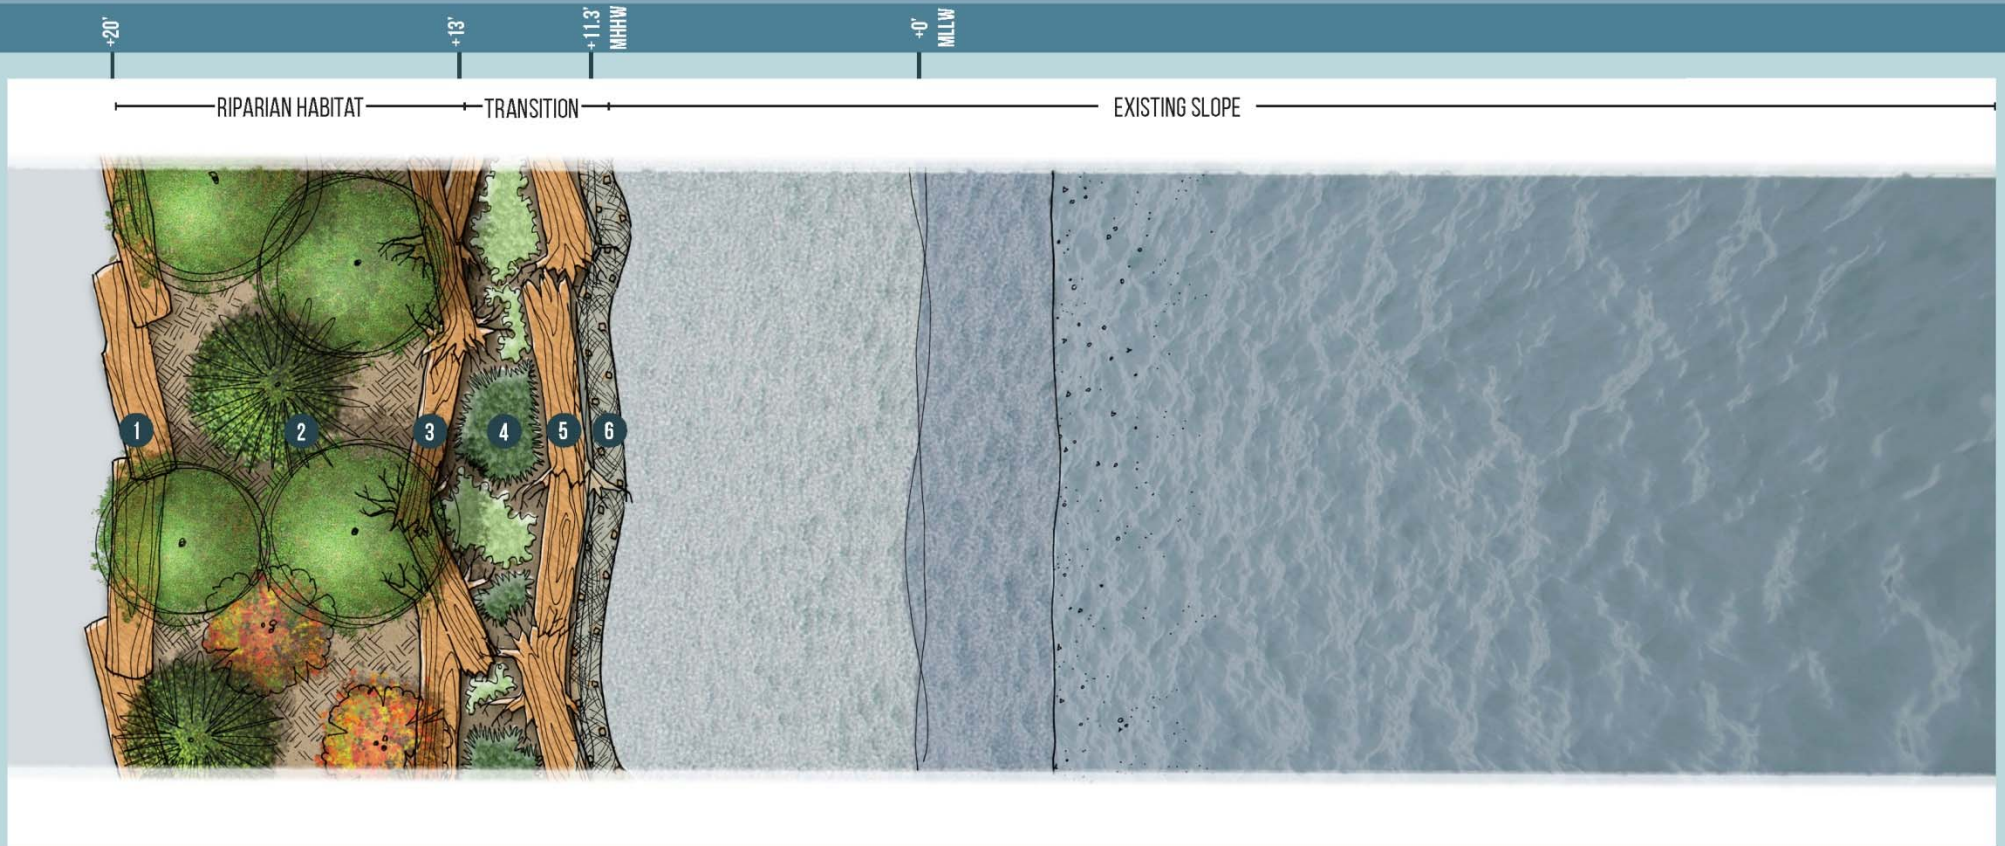 +20'
+13'
+11.3'
MHHW
+0'
MLLW
RIPARIAN HABITAT
TRANSITION
EXISTING SLOPE
1
2
3
4
5
6